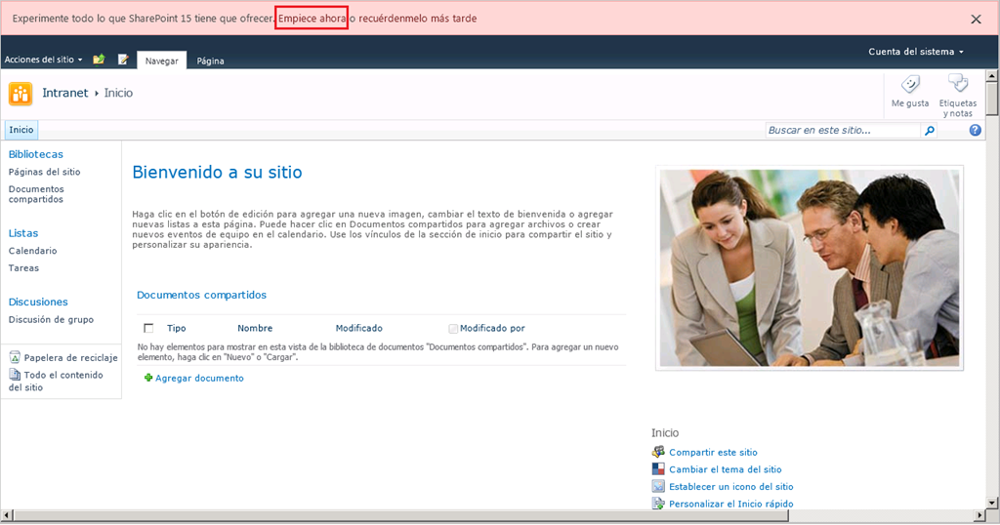 Experimente todo lo que SharePoint 15 tiene que ofrecer. Empiece ahora o recuérdenmelo más tarde
Cuenta del sistema
Acciones del sitio
Navegar
Página
Intranet
Inicio
Me gusta
Etiquetas
y notas
Inicio
Buscar en este sitio...
Bibliotecas
Páginas del sitio
Documentos
compartidos
Listas
Calendario
Tareas
Discusiones
Discusión de grupo
Papelera de reciclaje
Todo el contenido
del sitio
Bienvenido a su sitio
Haga clic en el botón de edición para agregar una nueva imagen, cambiar el texto de bienvenida o agregar
nuevas listas a esta página. Puede hacer clic en Documentos compartidos para agregar archivos o crear
nuevos eventos de equipo en el calendario. Use los vínculos de la sección de inicio para compartir el sitio y
personalizar su apariencia.
Documentos compartidos
Tipo Nombre Modificado Modificado por
No hay elementos para mostrar en esta vista de la biblioteca de documentos "Documentos compartidos". Para agregar un nuevo
elemento, haga clic en "Nuevo" o "Cargar".
Agregar documento
Inicio
Compartir este sitio
Cambiar el tema del sitio
Establecer un icono del sitio
Personalizar el Inicio rápido